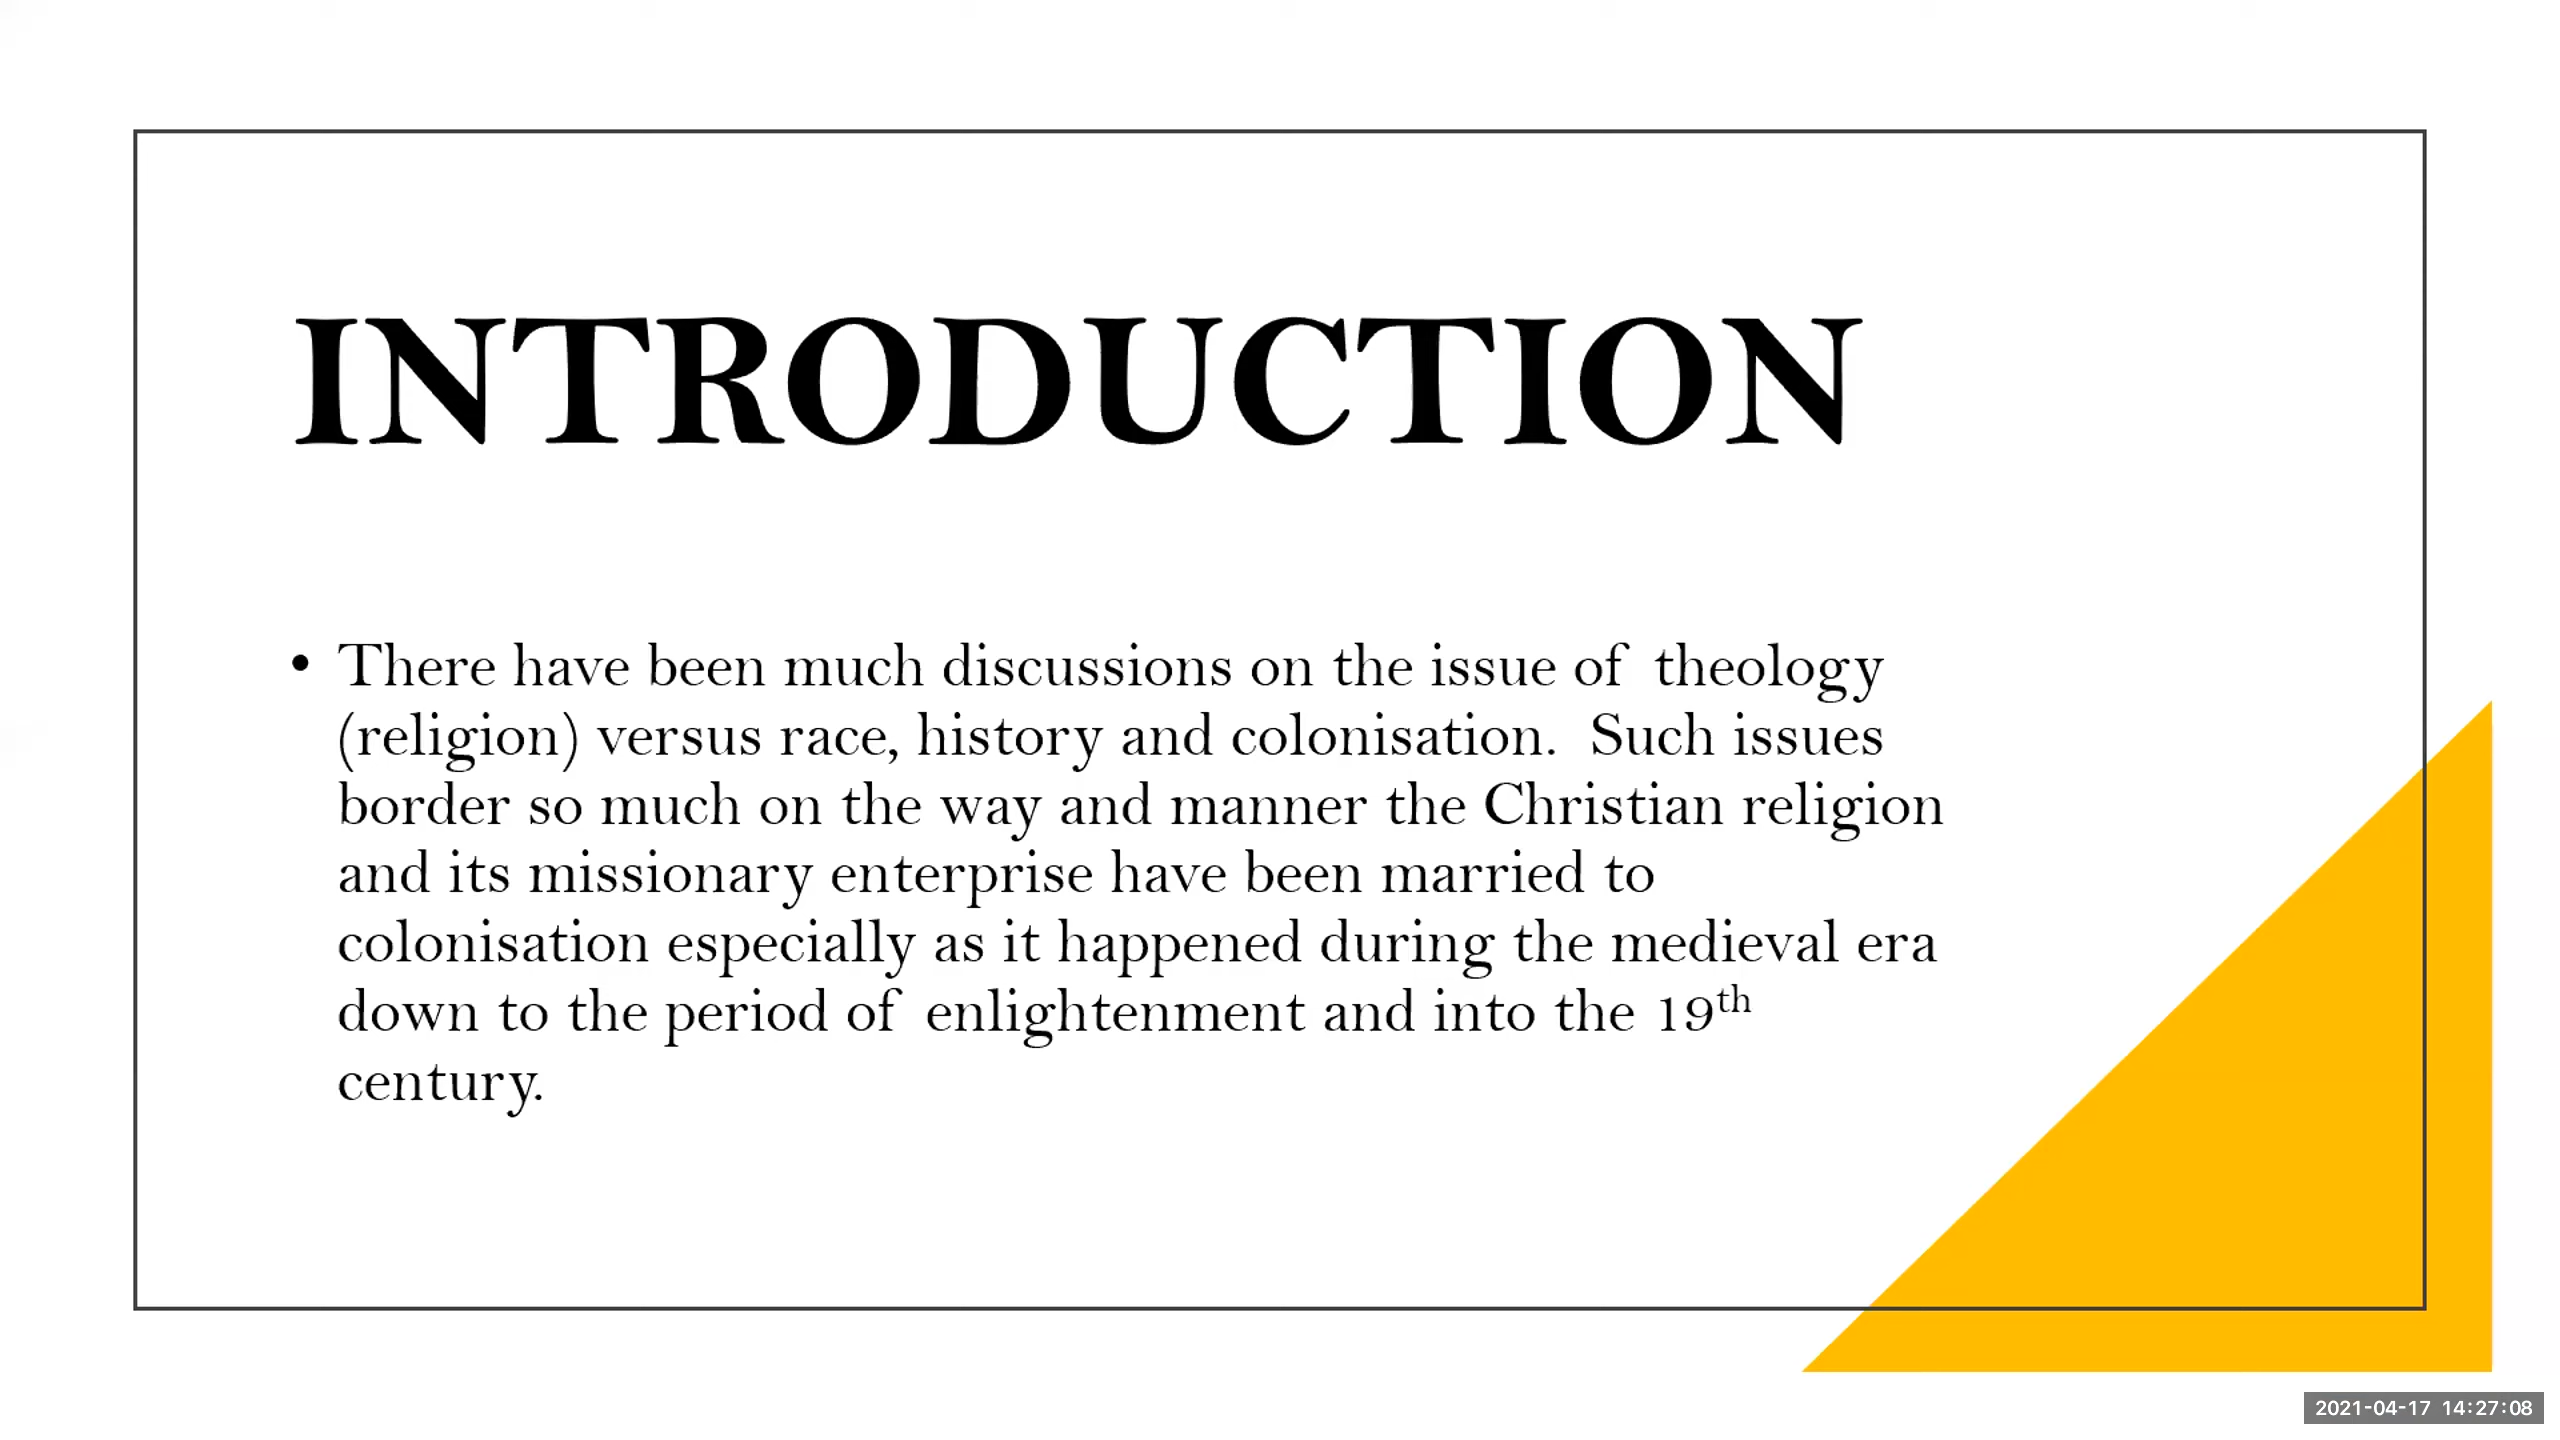 INTRODUCTION
• There have been much discussions on the issue of theology
(religion) versus race, history and colonisation. Such issues
border so much on the way and manner the Christian religion
and its missionary enterprise have been married to
colonisation especially as it happened during the medieval era
down to the period of enlightenment and into the 19th
century.
2021-04-17 14:27:08